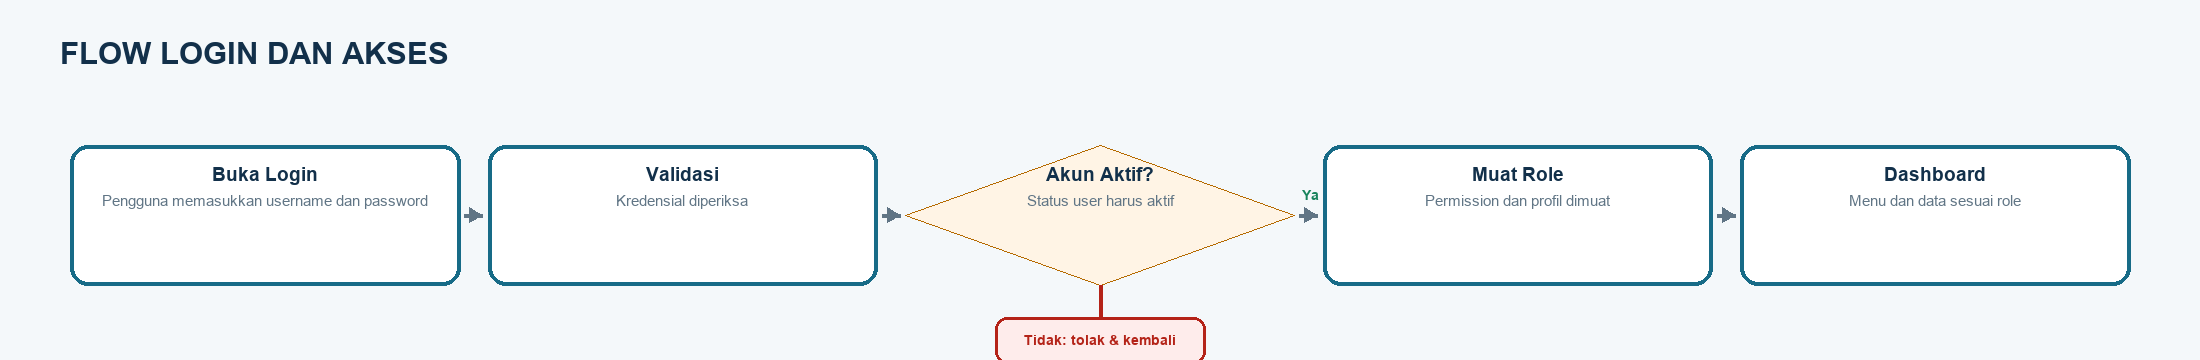 FLOW LOGIN DAN AKSES
Buka Login
Pengguna memasukkan username dan password
Validasi
Kredensial diperiksa
Akun Aktif?
Status user harus aktif
Ya
Muat Role
Permission dan profil dimuat
Dashboard
Menu dan data sesuai role
Tidak: tolak & kembali